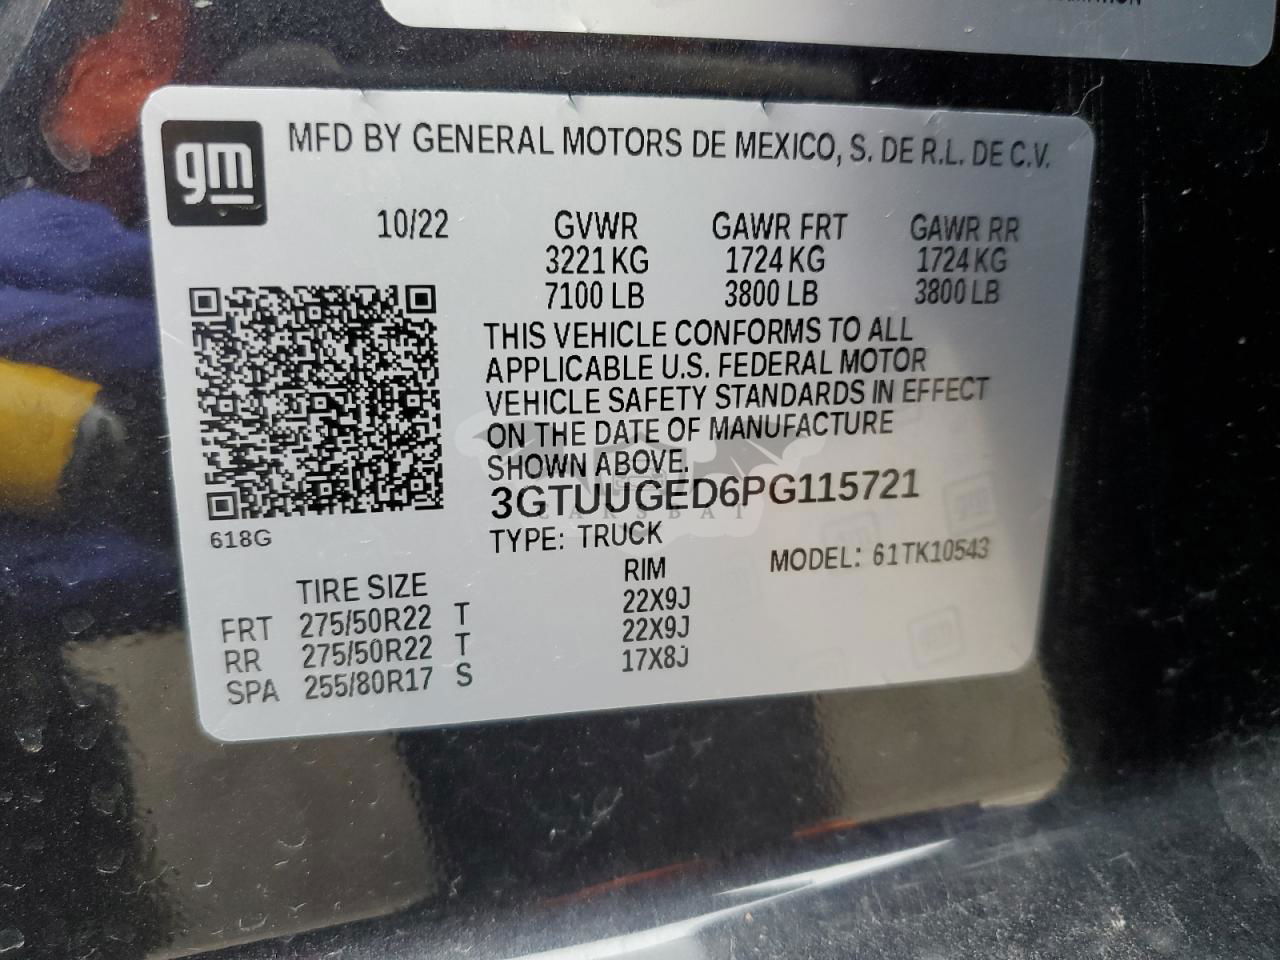 gm
MFD BY GENERAL MOTORS DE MEXICO, S. DE R.L. DE C.V.
10/22 GVWR GAWR FRT GAWR RR
3221 KG 1724 KG 1724 KG
7100 LB 3800 LB 3800 LB
THIS VEHICLE CONFORMS TO ALL
APPLICABLE U.S. FEDERAL MOTOR
VEHICLE SAFETY STANDARDS IN EFFECT
ON THE DATE OF MANUFACTURE
SHOWN ABOVE.
3GTUUGED6PG115721
CARSBAT
618G
TYPE: TRUCK MODEL: 61TK10543
TIRE SIZE RIM
FRT 275/50R22 T 22X9J
RR 275/50R22 T 22X9J
SPA 255/80R17 S 17X8J